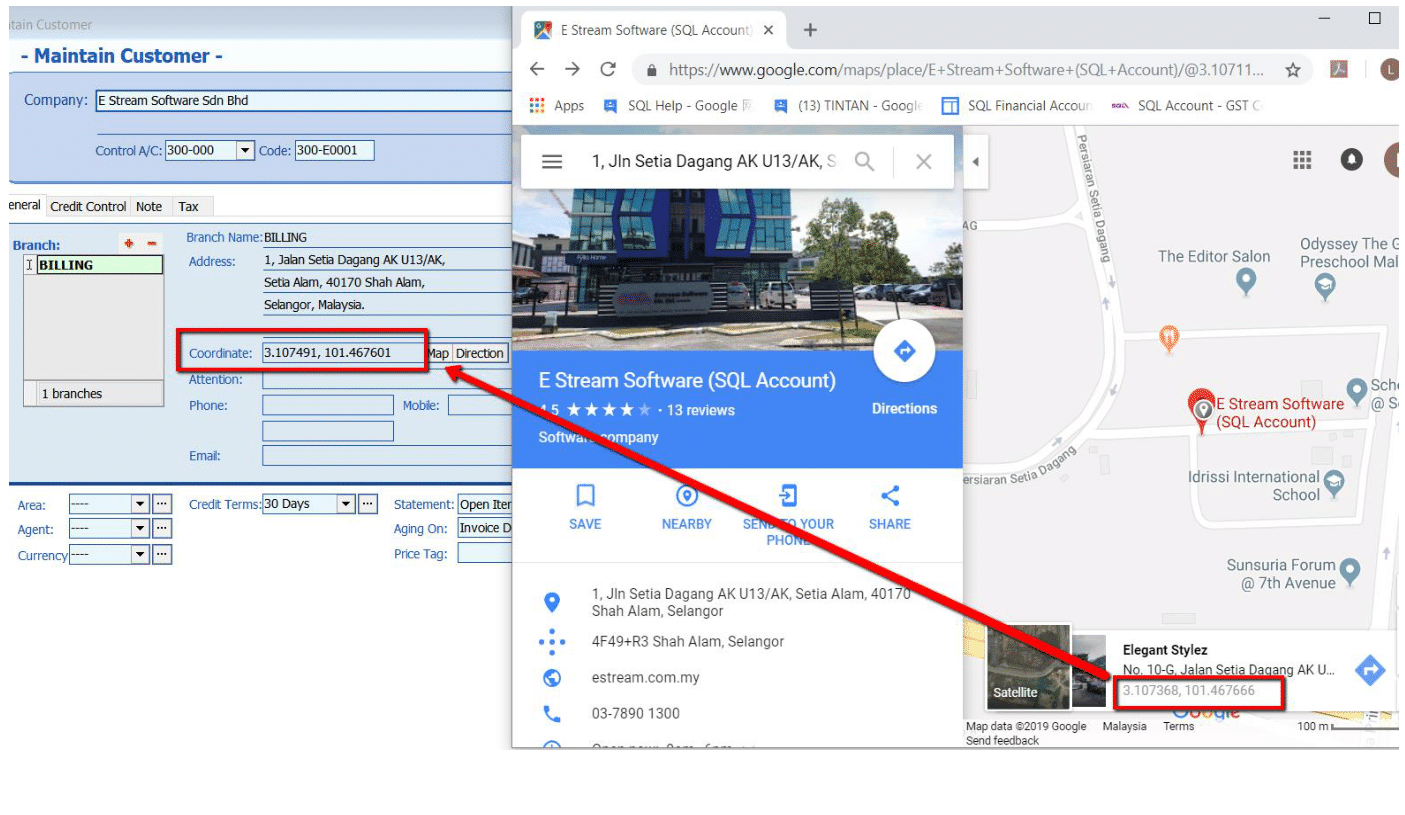 tain Customer
- Maintain Customer -
Company: E Stream Software Sdn Bhd
Control A/C: 300-000 Code: 300-E0001
eneral Credit Control Note Tax
Branch:
BILLING
1 branches
Branch Name: BILLING
Address: 1, Jalan Setia Dagang AK U13/AK,
Setia Alam, 40170 Shah Alam,
Selangor, Malaysia.
Coordinate: 3.107491, 101.467601 Map Direction
Attention:
Phone: Mobile:
Email:
Area: ---- Credit Terms: 30 Days Statement: Open Iter
Agent: ---- Aging On: Invoice D
Currency ---- Price Tag:
E Stream Software (SQL Account)
https://www.google.com/maps/place/E+Stream+Software+(SQL+Account)/@3.10711... L
Apps SQL Help - Google (13) TINTAN - Google SQL Financial Accoun SQL Account - GST
1, Jln Setia Dagang AK U13/AK, S
E Stream Software (SQL Account)
4.5 · 13 reviews
Software company
Directions
SAVE
NEARBY
SEND TO YOUR
PHONE
SHARE
1, Jln Setia Dagang AK U13/AK, Setia Alam, 40170
Shah Alam, Selangor
4F49+R3 Shah Alam, Selangor
estream.com.my
03-7890 1300
Open now: 9am–6pm
Persiaran Setia Dagang
AG
The Editor Salon
Odyssey The G
Preschool Mal
E Stream Software
(SQL Account)
Sch
@ S
ersiaran Setia Dagang
Idrissi International
School
Sunsuria Forum
@ 7th Avenue
Satellite
Elegant Stylez
No. 10-G, Jalan Setia Dagang AK U...
3.107368, 101.467666
Google
Map data ©2019 Google Malaysia Terms 100 m
Send feedback